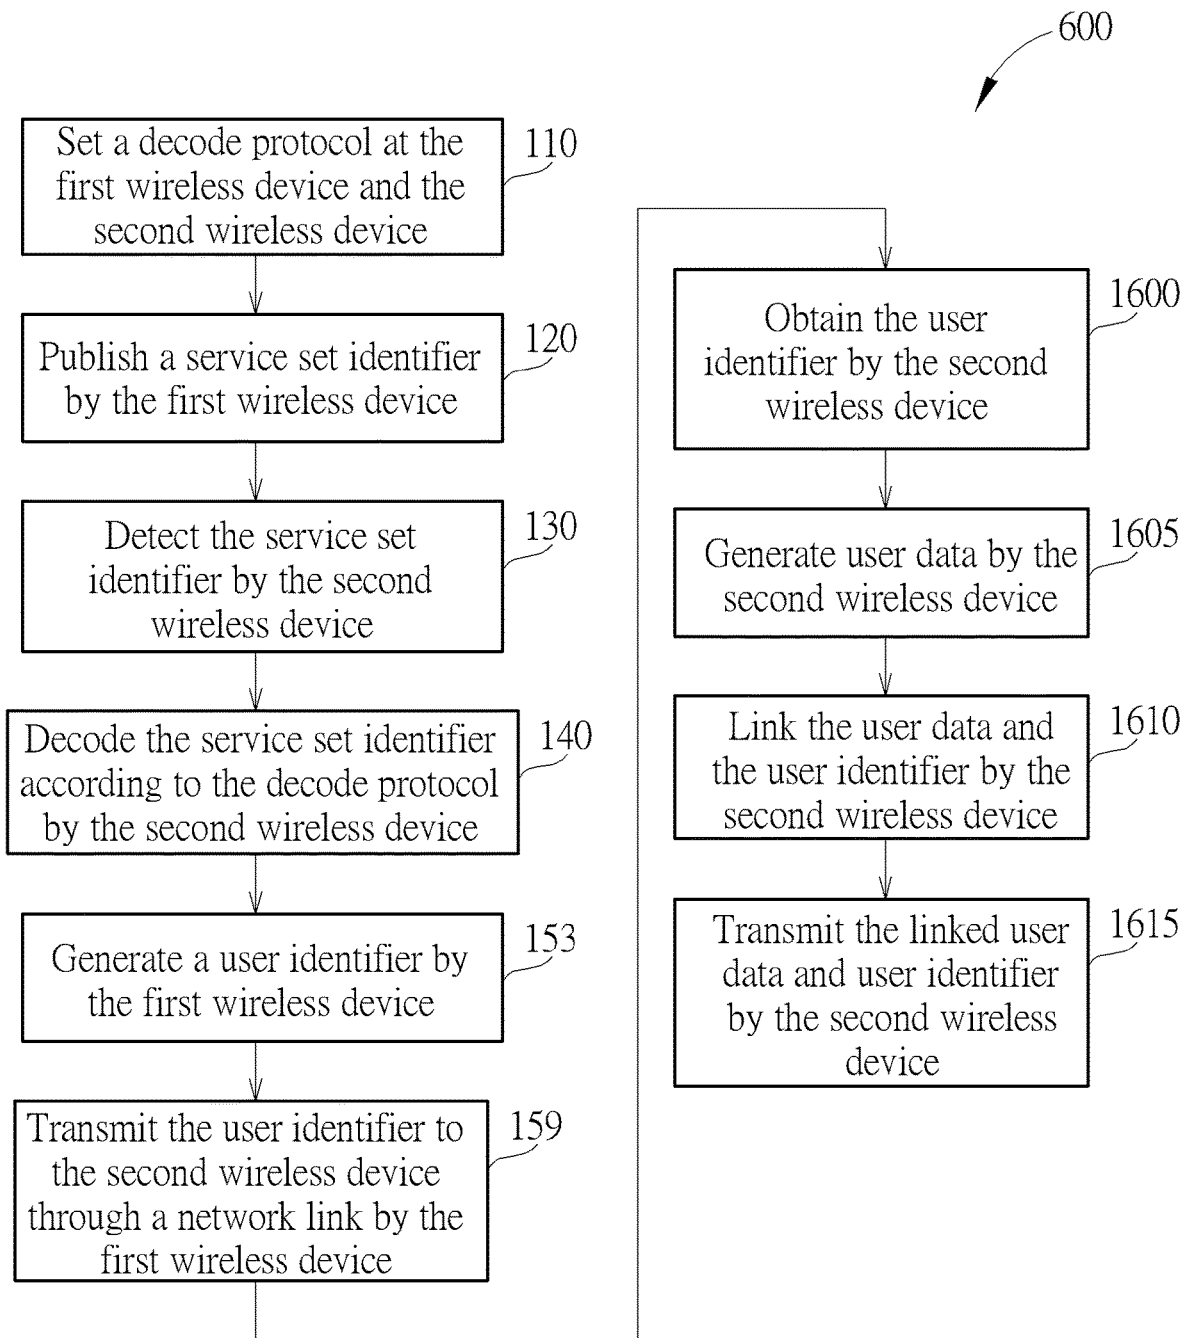 600
Set a decode protocol at the
first wireless device and the
second wireless device
110
Publish a service set identifier
by the first wireless device
120
Detect the service set
identifier by the second
wireless device
130
Decode the service set identifier
according to the decode protocol
by the second wireless device
140
Generate a user identifier by
the first wireless device
153
Transmit the user identifier to
the second wireless device
through a network link by the
first wireless device
159
Obtain the user
identifier by the second
wireless device
1600
Generate user data by the
second wireless device
1605
Link the user data and
the user identifier by the
second wireless device
1610
Transmit the linked user
data and user identifier
by the second wireless
device
1615